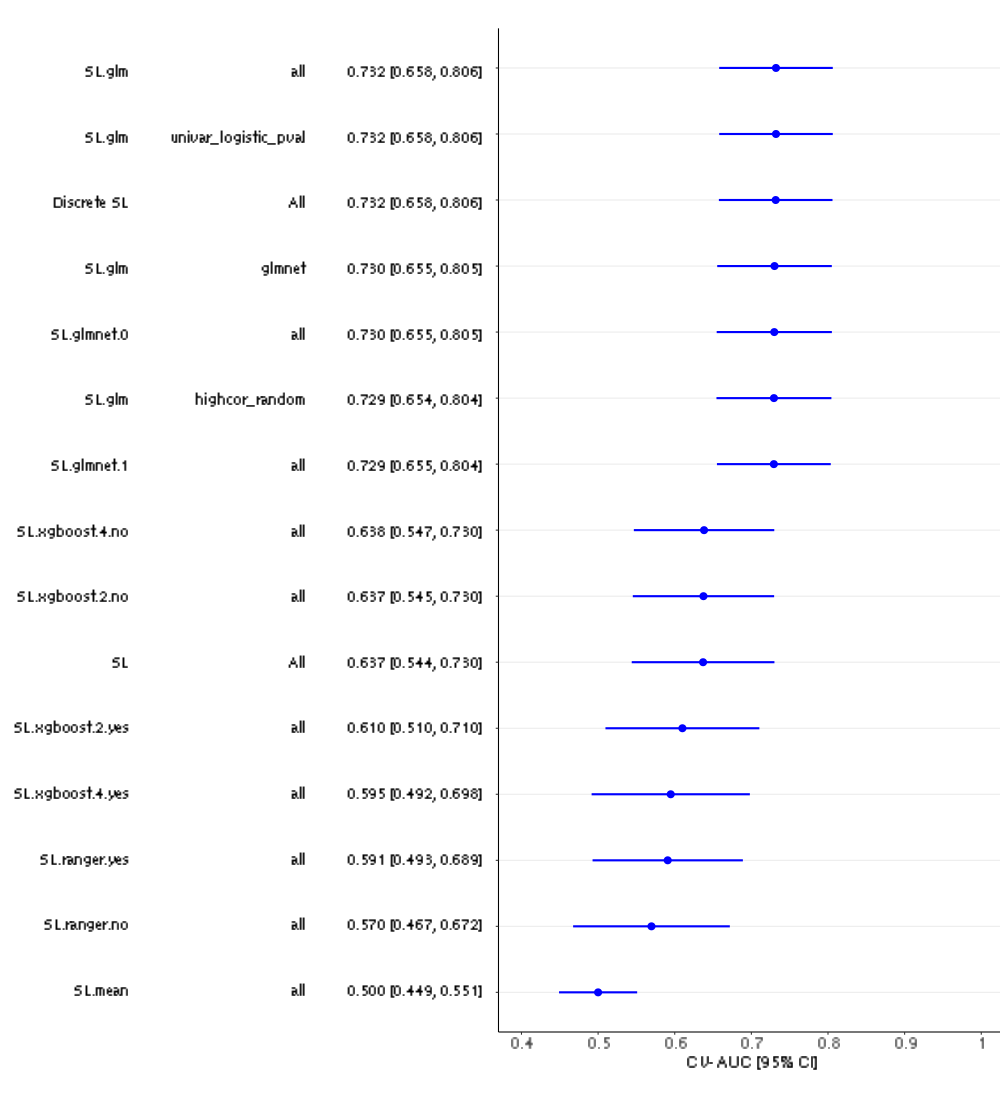 SL.glm all 0.732 [0.658, 0.806]
SL.glm univar_logistic_pval 0.732 [0.658, 0.806]
Discrete SL All 0.732 [0.658, 0.806]
SL.glm glmnet 0.730 [0.655, 0.805]
SL.glmnet.0 all 0.730 [0.655, 0.805]
SL.glm highcor_random 0.729 [0.654, 0.804]
SL.glmnet.1 all 0.729 [0.655, 0.804]
SL.xgboost.4.no all 0.638 [0.547, 0.730]
SL.xgboost.2.no all 0.637 [0.545, 0.730]
SL All 0.637 [0.544, 0.730]
SL.xgboost.2.yes all 0.610 [0.510, 0.710]
SL.xgboost.4.yes all 0.595 [0.492, 0.698]
SL.ranger.yes all 0.591 [0.493, 0.689]
SL.ranger.no all 0.570 [0.467, 0.672]
SL.mean all 0.500 [0.449, 0.551]
0.4 0.5 0.6 0.7 0.8 0.9 1
CV-AUC [95% CI]